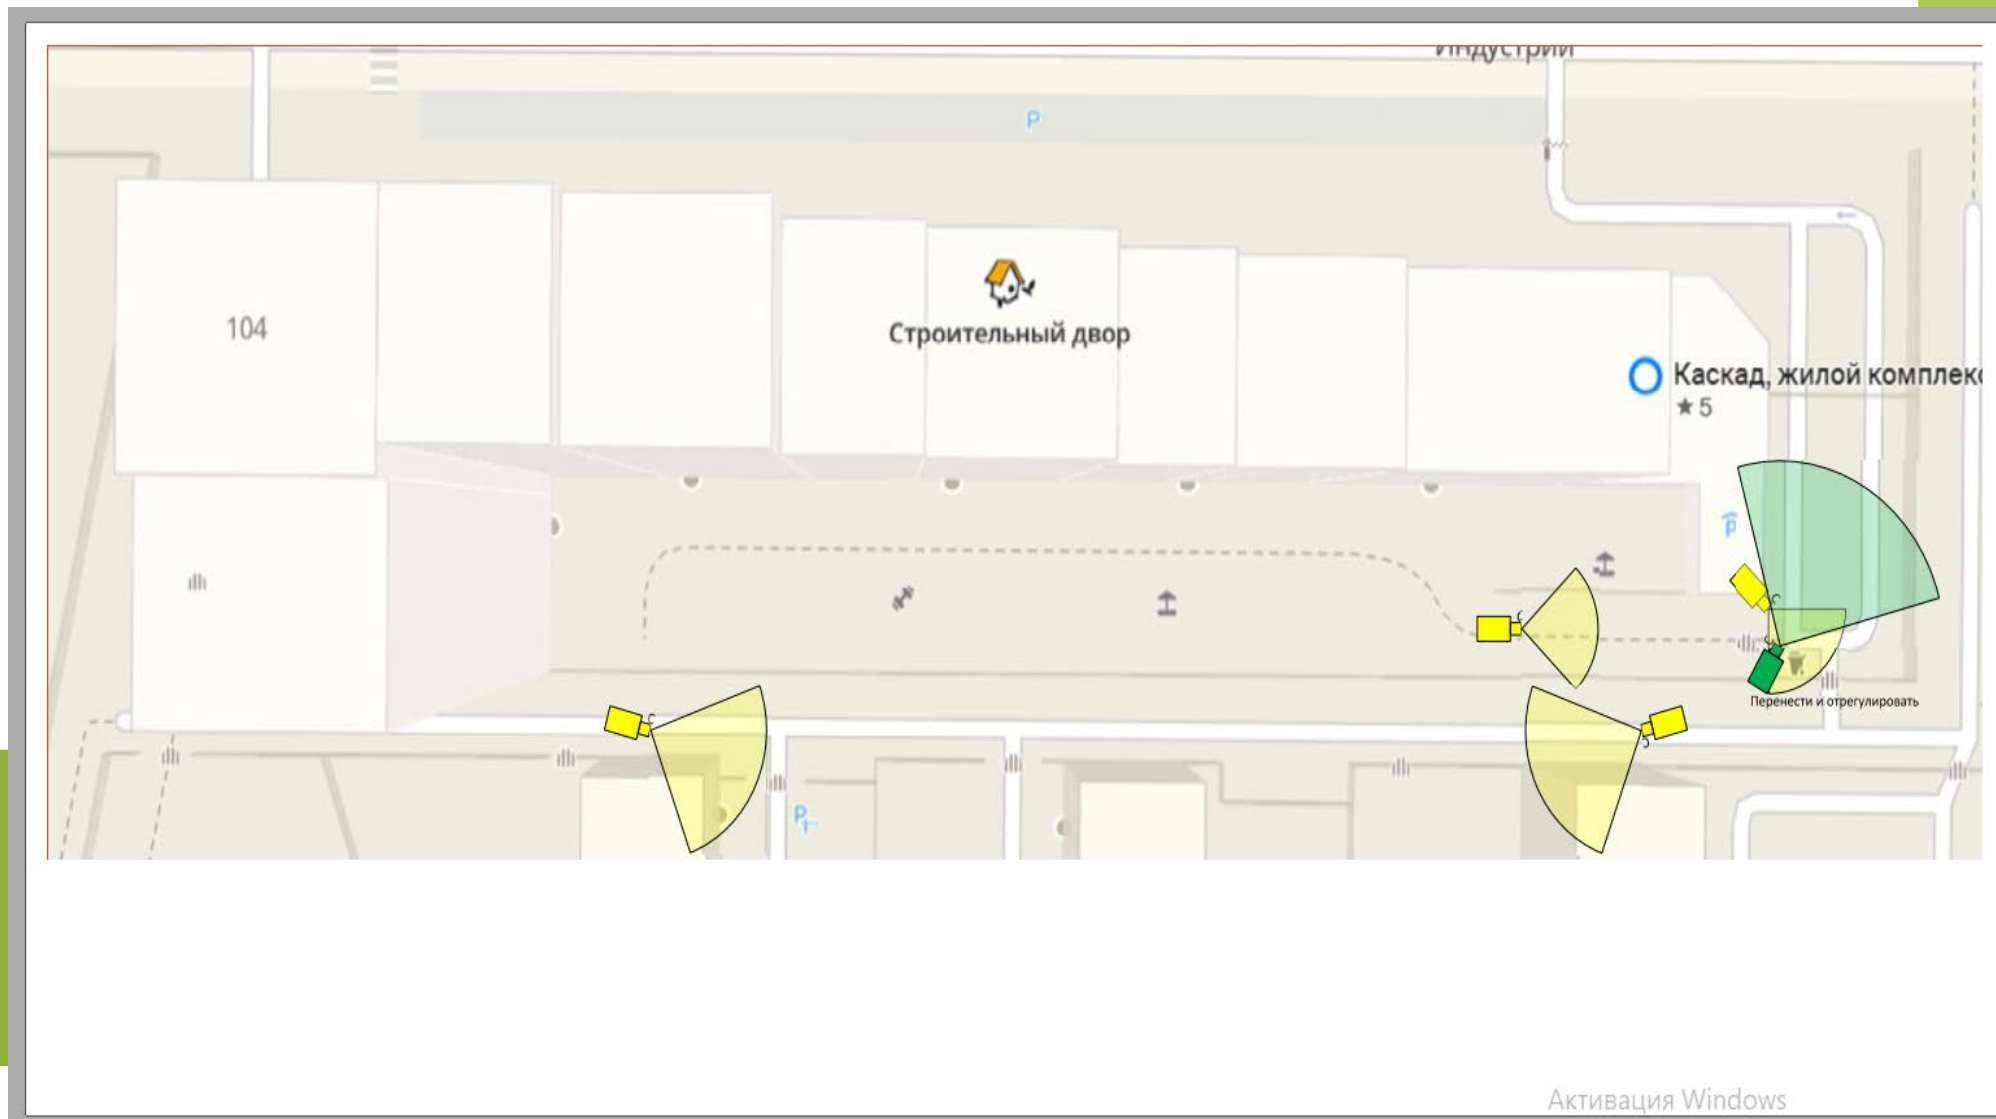 Индустрии
P
104
Строительный двор
Каскад, жилой комплекс
★ 5
P
Перенести и отрегулировать
P
Активация Windows